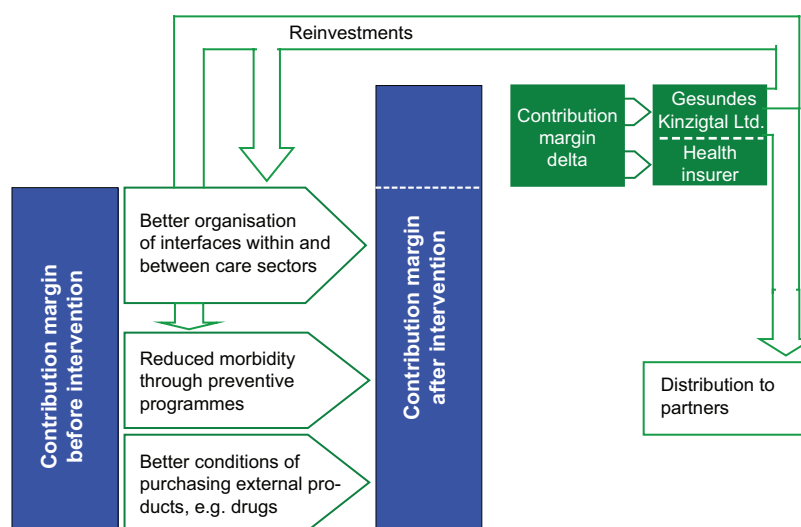 Reinvestments
Contribution margin
before intervention
Better organisation
of interfaces within and
between care sectors
Reduced morbidity
through preventive
programmes
Better conditions of
purchasing external pro-
ducts, e.g. drugs
Contribution margin
after intervention
Contribution
margin
delta
Gesundes
Kinzigtal Ltd.
Health
insurer
Distribution to
partners